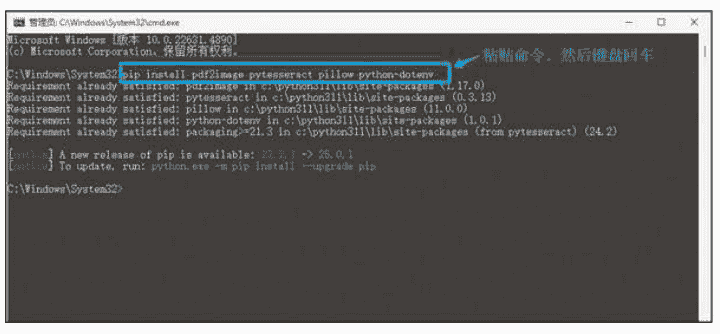 管理员: C:\Windows\System32\cmd.exe
Microsoft Windows [版本 10.0.22631.4890]
(c) Microsoft Corporation。保留所有权利。
C:\Windows\System32>pip install pdf2image pytesseract pillow python-dotenv
粘贴命令，然后键盘回车
Requirement already satisfied: pdf2image in c:\python311\lib\site-packages (1.17.0)
Requirement already satisfied: pytesseract in c:\python311\lib\site-packages (0.3.13)
Requirement already satisfied: pillow in c:\python311\lib\site-packages (11.0.0)
Requirement already satisfied: python-dotenv in c:\python311\lib\site-packages (1.0.1)
Requirement already satisfied: packaging>=21.3 in c:\python311\lib\site-packages (from pytesseract) (24.2)
A new release of pip is available: -> 25.0.1
To update, run: python.exe -m pip install --upgrade pip
C:\Windows\System32>